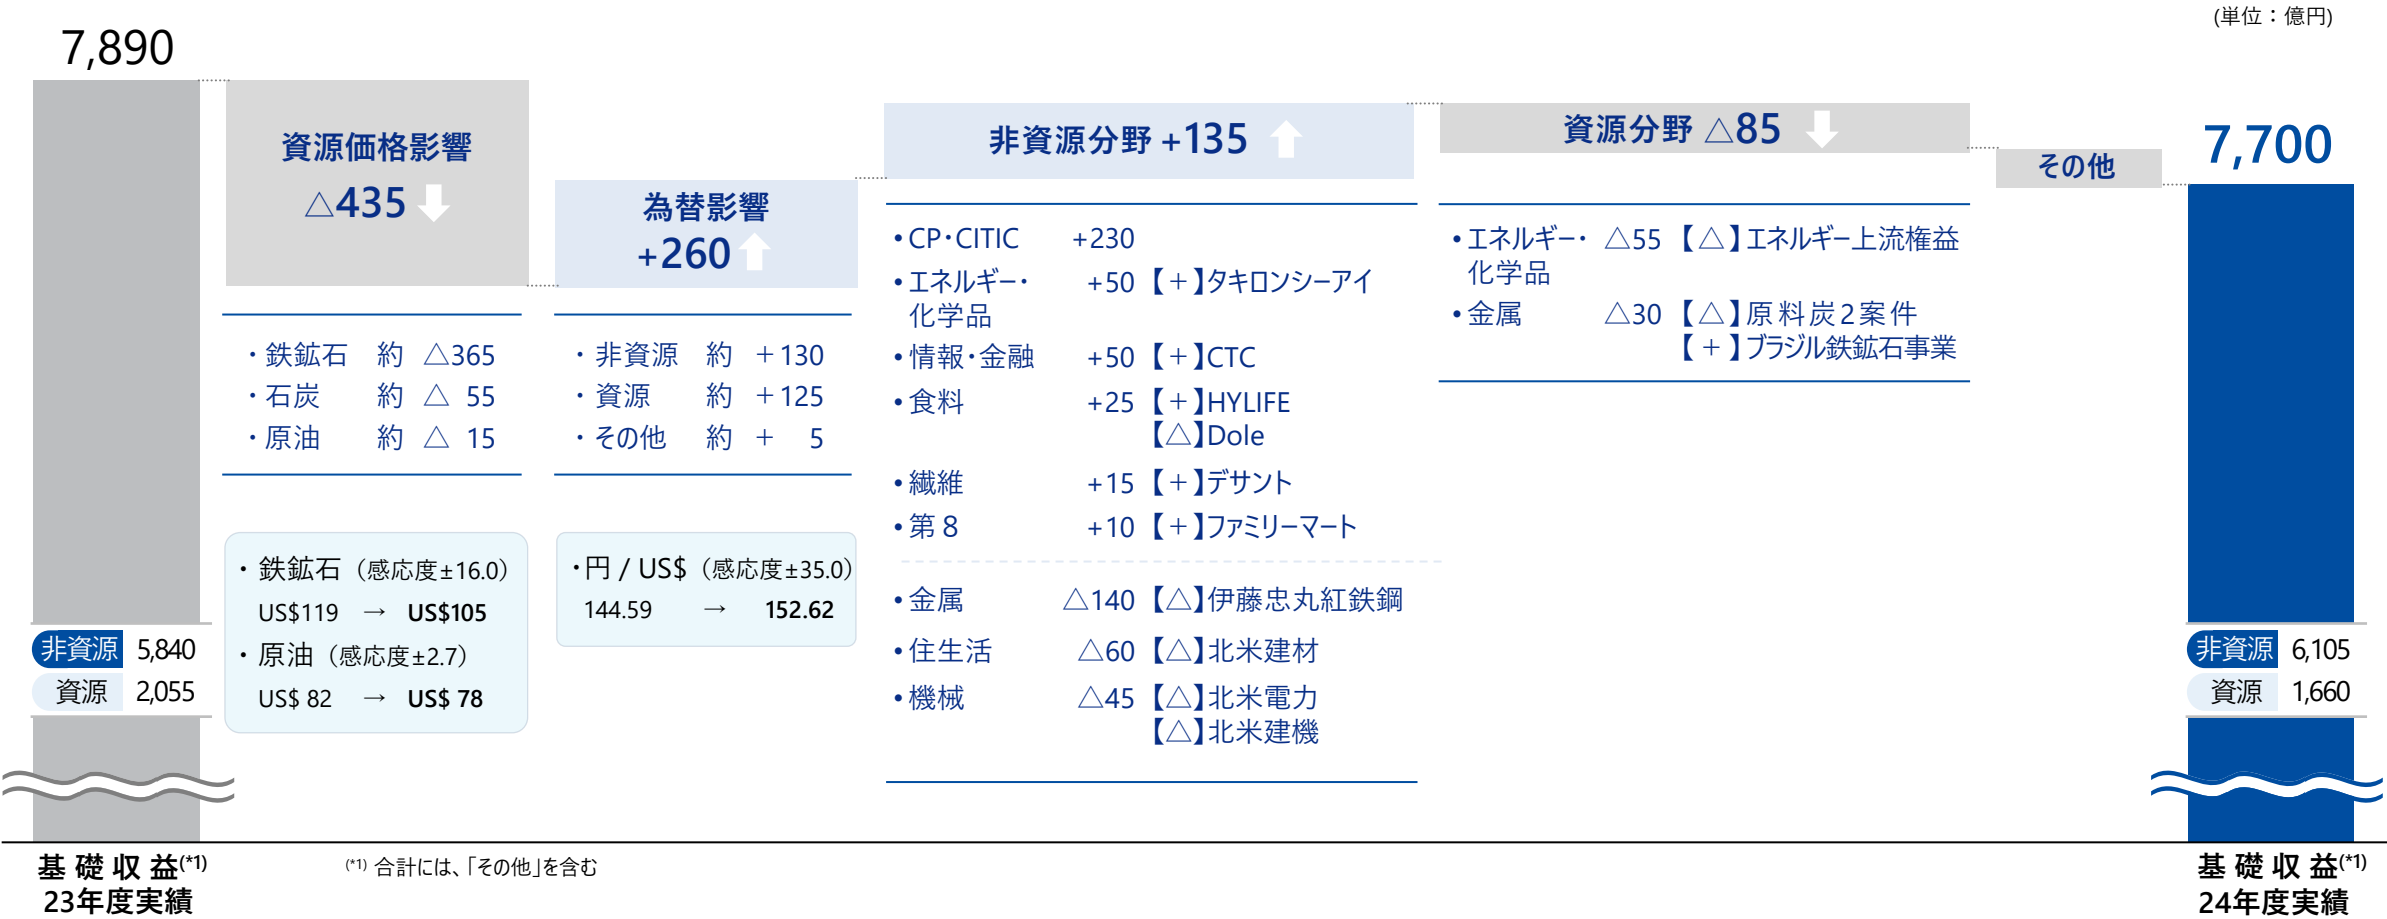 (単位：億円)
7,890
資源価格影響
△435
・鉄鉱石 約 △365
・石炭 約 △ 55
・原油 約 △ 15
・鉄鉱石（感応度±16.0）
US$119 → US$105
・原油（感応度±2.7）
US$ 82 → US$ 78
為替影響
+260
・非資源 約 ＋130
・資源 約 ＋125
・その他 約 ＋ 5
・円 / US$（感応度±35.0）
144.59 → 152.62
非資源分野 +135
•CP・CITIC +230
•エネルギー・ +50【＋】タキロンシーアイ
化学品
•情報・金融 +50【＋】CTC
•食料 +25【＋】HYLIFE
【△】Dole
•繊維 +15【＋】デサント
•第８ +10【＋】ファミリーマート
•金属 △140【△】伊藤忠丸紅鉄鋼
•住生活 △60【△】北米建材
•機械 △45【△】北米電力
【△】北米建機
資源分野 △85
•エネルギー・ △55【△】エネルギー上流権益
化学品
•金属 △30【△】原料炭２案件
【＋】ブラジル鉄鉱石事業
その他
7,700
非資源 5,840
資源 2,055
非資源 6,105
資源 1,660
基礎収益(*1)
23年度実績
(*1) 合計には、「その他」を含む
基礎収益(*1)
24年度実績